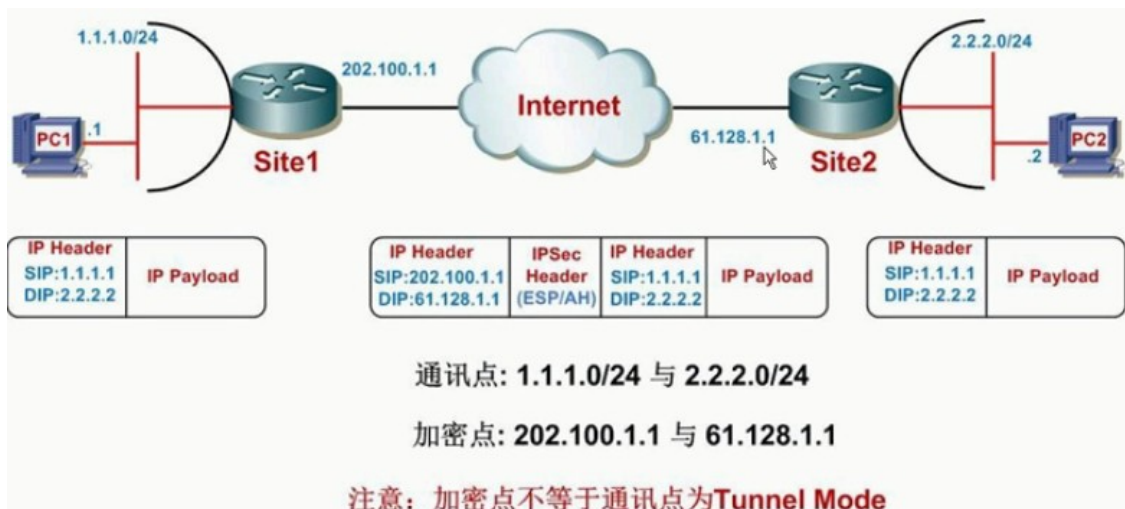 1.1.1.0/24
2.2.2.0/24
202.100.1.1
Internet
PC1
.1
61.128.1.1
PC2
.2
Site1
Site2
IP Header
SIP:1.1.1.1
DIP:2.2.2.2
IP Payload
IP Header
SIP:202.100.1.1
DIP:61.128.1.1
IPSec
Header
(ESP/AH)
IP Header
SIP:1.1.1.1
DIP:2.2.2.2
IP Payload
IP Header
SIP:1.1.1.1
DIP:2.2.2.2
IP Payload
通讯点: 1.1.1.0/24 与 2.2.2.0/24
加密点: 202.100.1.1 与 61.128.1.1
注意：加密点不等于通讯点为Tunnel Mode